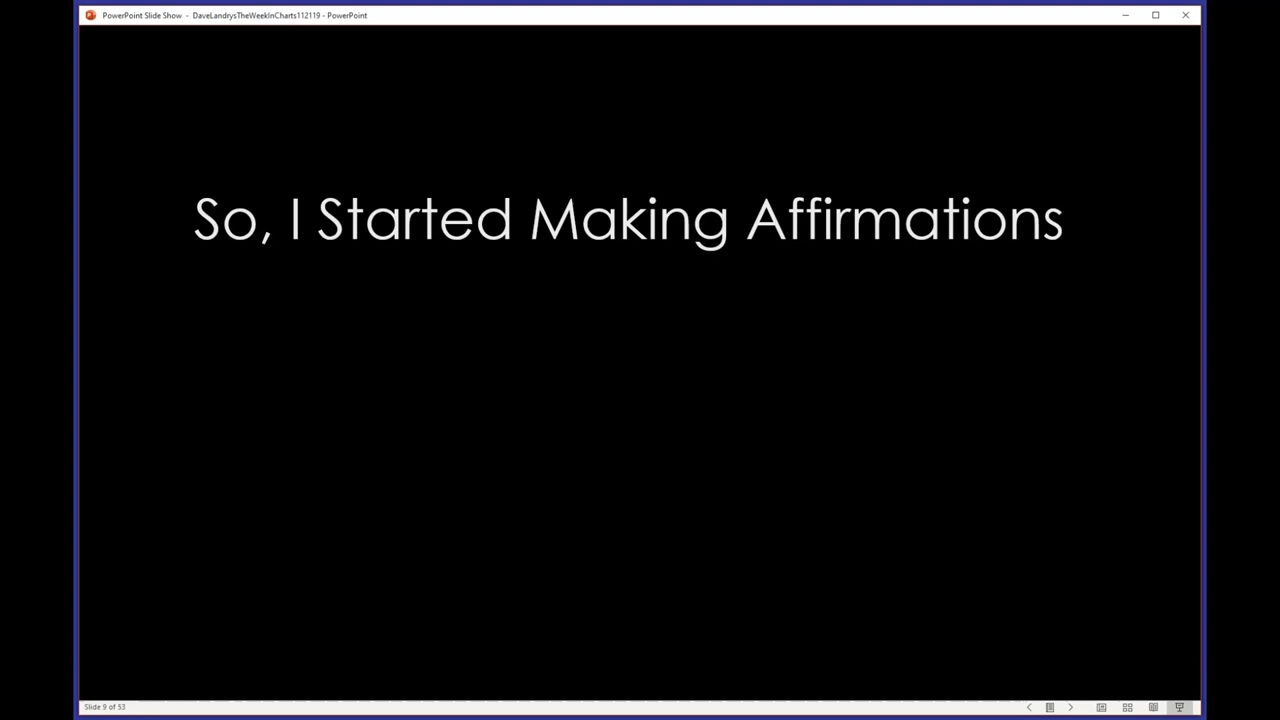 PowerPoint Slide Show - DaveLandrysTheWeekInCharts112119 - PowerPoint
So, I Started Making Affirmations
Slide 9 of 53